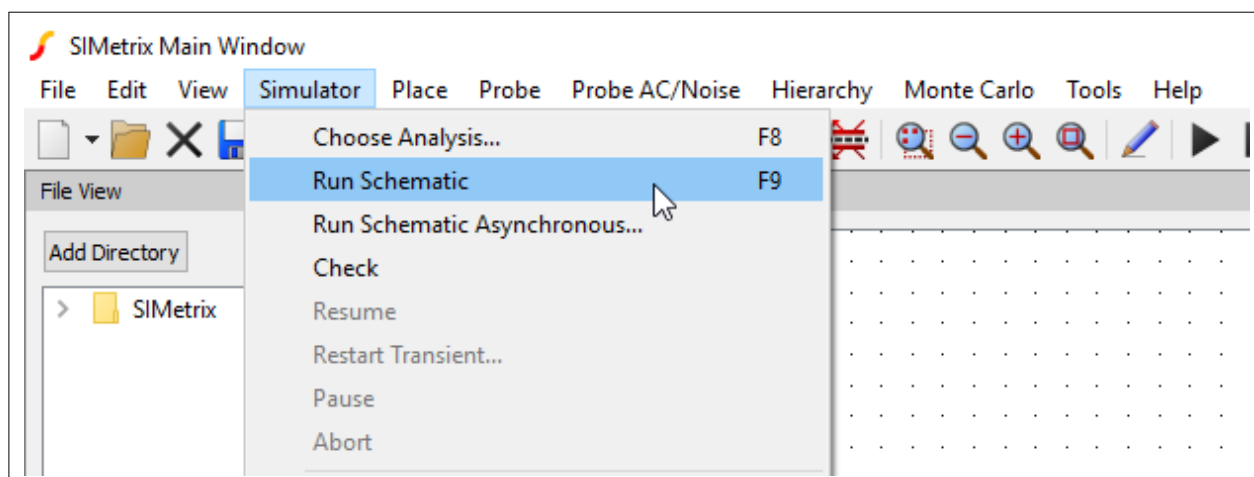 SIMetrix Main Window
File Edit View Simulator Place Probe Probe AC/Noise Hierarchy Monte Carlo Tools Help
Choose Analysis... F8
File View
Run Schematic F9
Run Schematic Asynchronous...
Add Directory
Check
SIMetrix
Resume
Restart Transient...
Pause
Abort